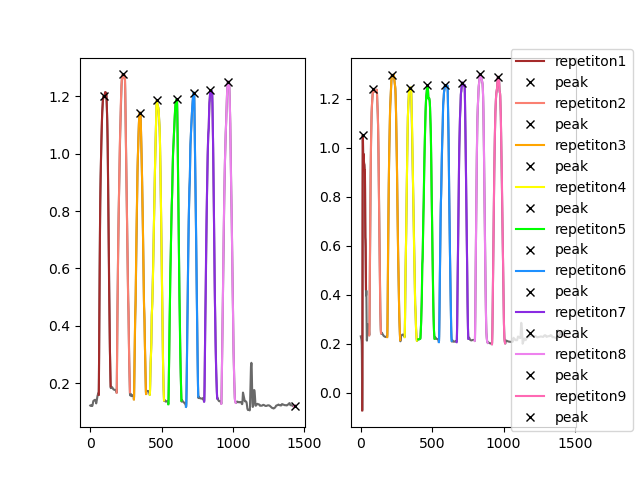 1.2
1.0
0.8
0.6
0.4
0.2
0
500
1000
1500
1.2
1.0
0.8
0.6
0.4
0.2
0.0
0
500
1000
1500
repetiton1
peak
repetiton2
peak
repetiton3
peak
repetiton4
peak
repetiton5
peak
repetiton6
peak
repetiton7
peak
repetiton8
peak
repetiton9
peak